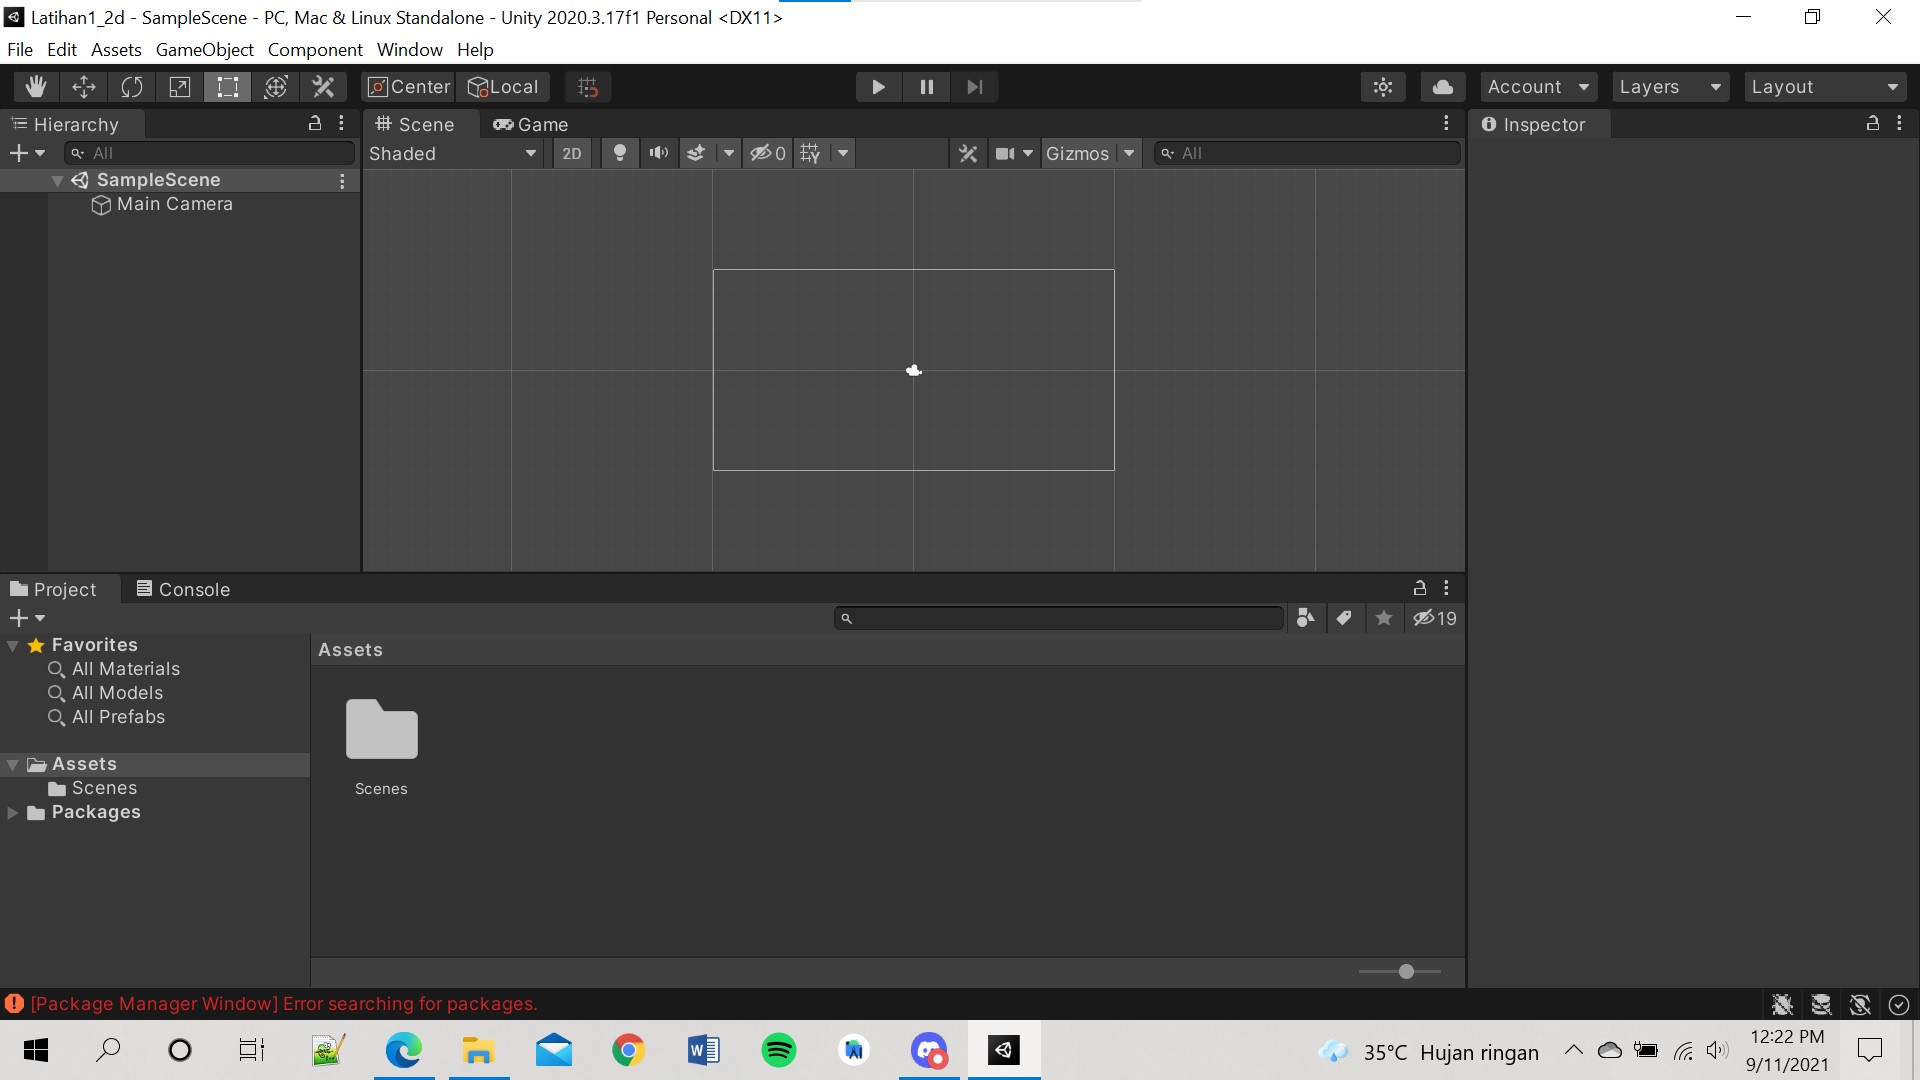 Latihan1_2d - SampleScene - PC, Mac & Linux Standalone - Unity 2020.3.17f1 Personal <DX11>
File Edit Assets GameObject Component Window Help
Center Local Account Layers Layout
Hierarchy
All
SampleScene
Main Camera
Scene Game
Shaded 2D 0 Gizmos All
Inspector
Project Console
19
Favorites
All Materials
All Models
All Prefabs
Assets
Scenes
Packages
Assets
Scenes
[Package Manager Window] Error searching for packages.
35°C Hujan ringan
12:22 PM
9/11/2021